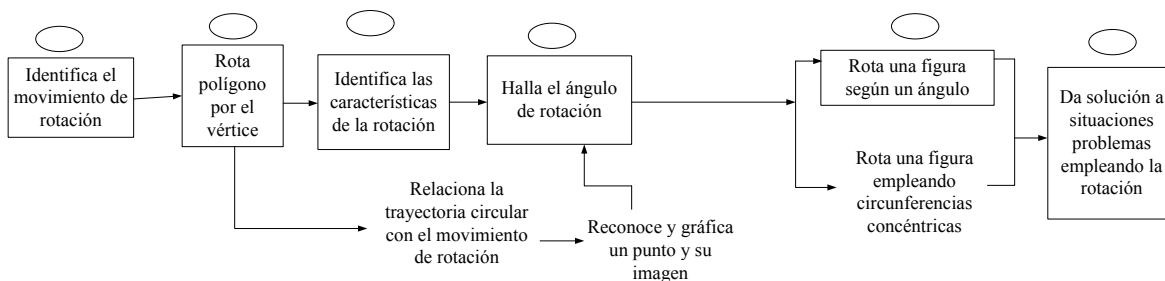 Identifica el
movimiento de
rotación
Rota
polígono
por el
vértice
Identifica las
características
de la rotación
Halla el ángulo
de rotación
Relaciona la
trayectoria circular
con el movimiento
de rotación
Reconoce y gráfica
un punto y su
imagen
Rota una figura
según un ángulo
Rota una figura
empleando
circunferencias
concéntricas
Da solución a
situaciones
problemas
empleando la
rotación